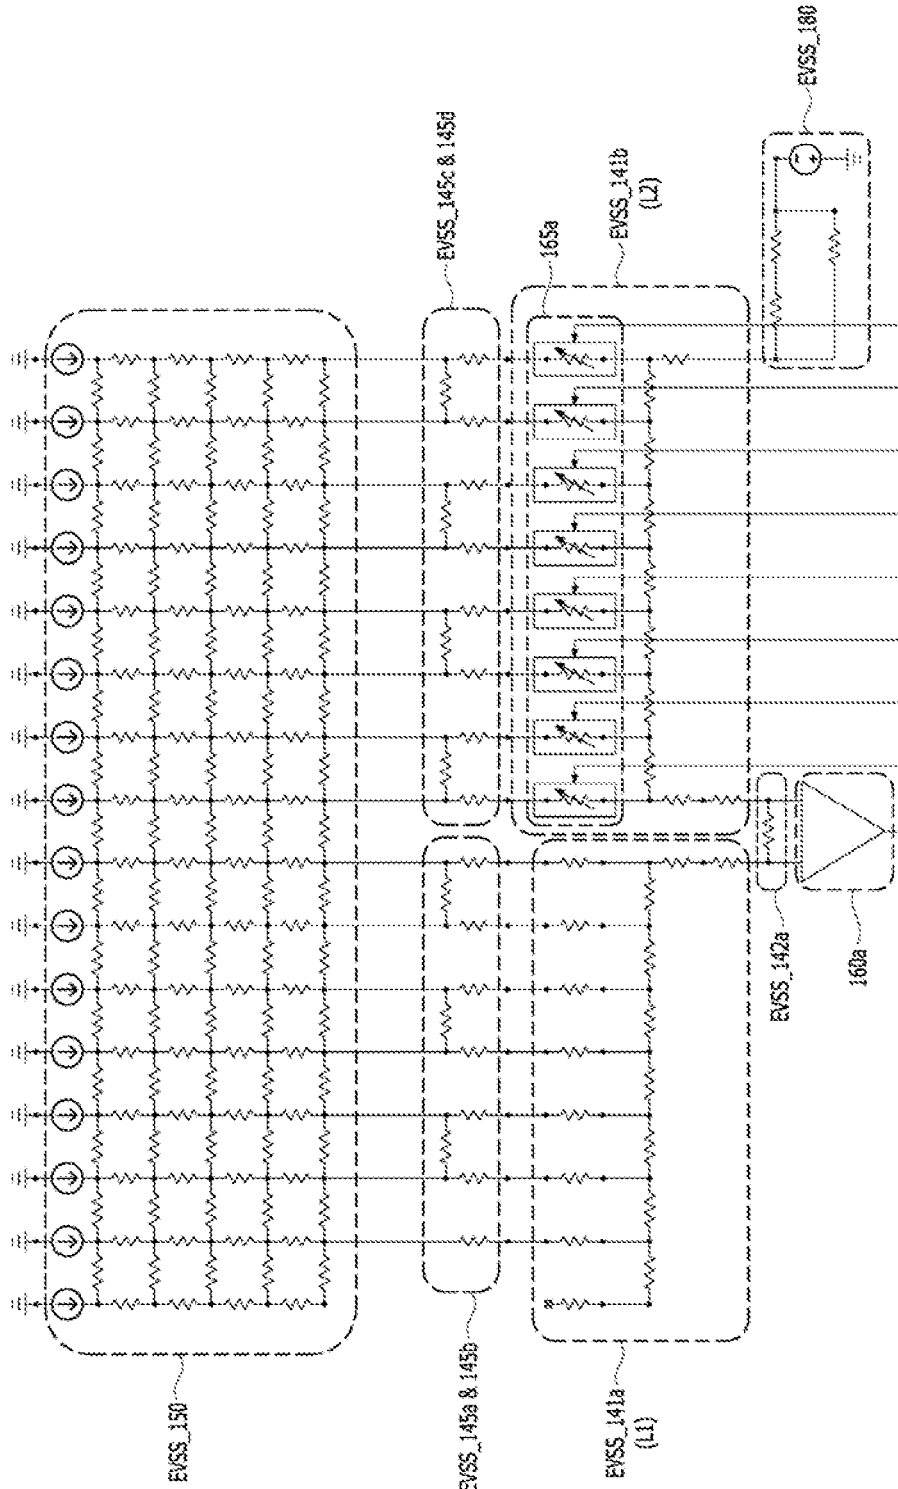 EVSS_150
EVSS_145a & 145b
EVSS_145c & 145d
EVSS_141a
(L1)
165a
EVSS_141b
(L2)
EVSS_142a
160a
EVSS_180